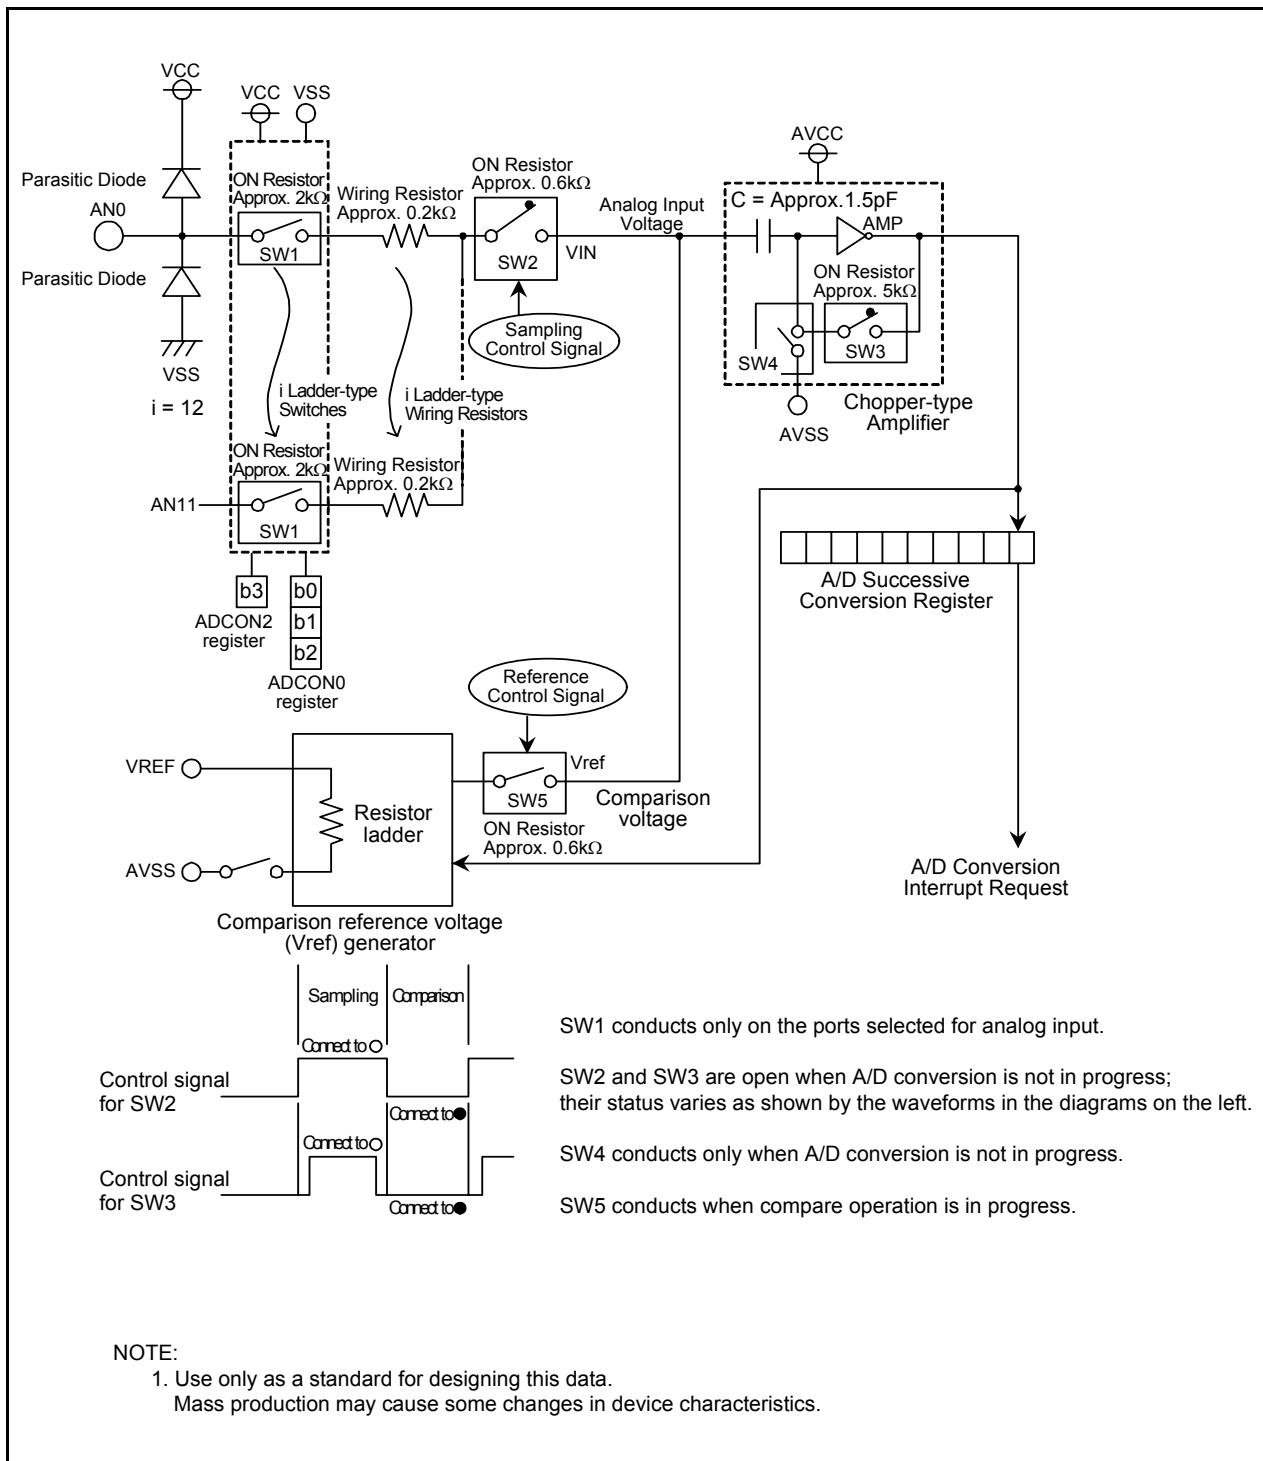 VCC
VCC VSS
AVCC
Parasitic Diode
AN0
Parasitic Diode
VSS
i = 12
ON Resistor
Approx. 2kΩ
SW1
Wiring Resistor
Approx. 0.2kΩ
ON Resistor
Approx. 0.6kΩ
SW2
VIN
Analog Input
Voltage
Sampling
Control Signal
C = Approx.1.5pF
AMP
ON Resistor
Approx. 5kΩ
SW3
SW4
AVSS
Chopper-type
Amplifier
i Ladder-type
Switches
i Ladder-type
Wiring Resistors
ON Resistor
Approx. 2kΩ
SW1
Wiring Resistor
Approx. 0.2kΩ
AN11
b3
ADCON2
register
b0
b1
b2
ADCON0
register
A/D Successive
Conversion Register
Reference
Control Signal
VREF
AVSS
Resistor
ladder
SW5
Vref
ON Resistor
Approx. 0.6kΩ
Comparison
voltage
A/D Conversion
Interrupt Request
Comparison reference voltage
(Vref) generator
Sampling Comparison
Connect to ○
Control signal
for SW2
Connect to ●
Connect to ○
Control signal
for SW3
Connect to ●
SW1 conducts only on the ports selected for analog input.
SW2 and SW3 are open when A/D conversion is not in progress;
their status varies as shown by the waveforms in the diagrams on the left.
SW4 conducts only when A/D conversion is not in progress.
SW5 conducts when compare operation is in progress.
NOTE:
1. Use only as a standard for designing this data.
Mass production may cause some changes in device characteristics.